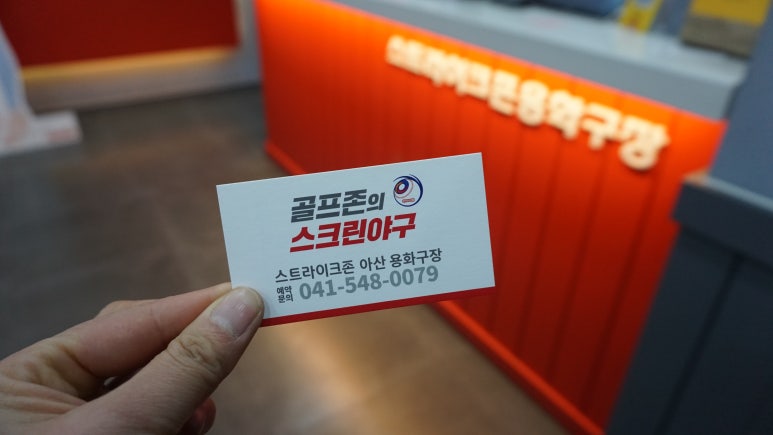 스트라이크존용화구장
골프존의
스크린야구
스트라이크존 아산 용화구장
예약
문의 041-548-0079